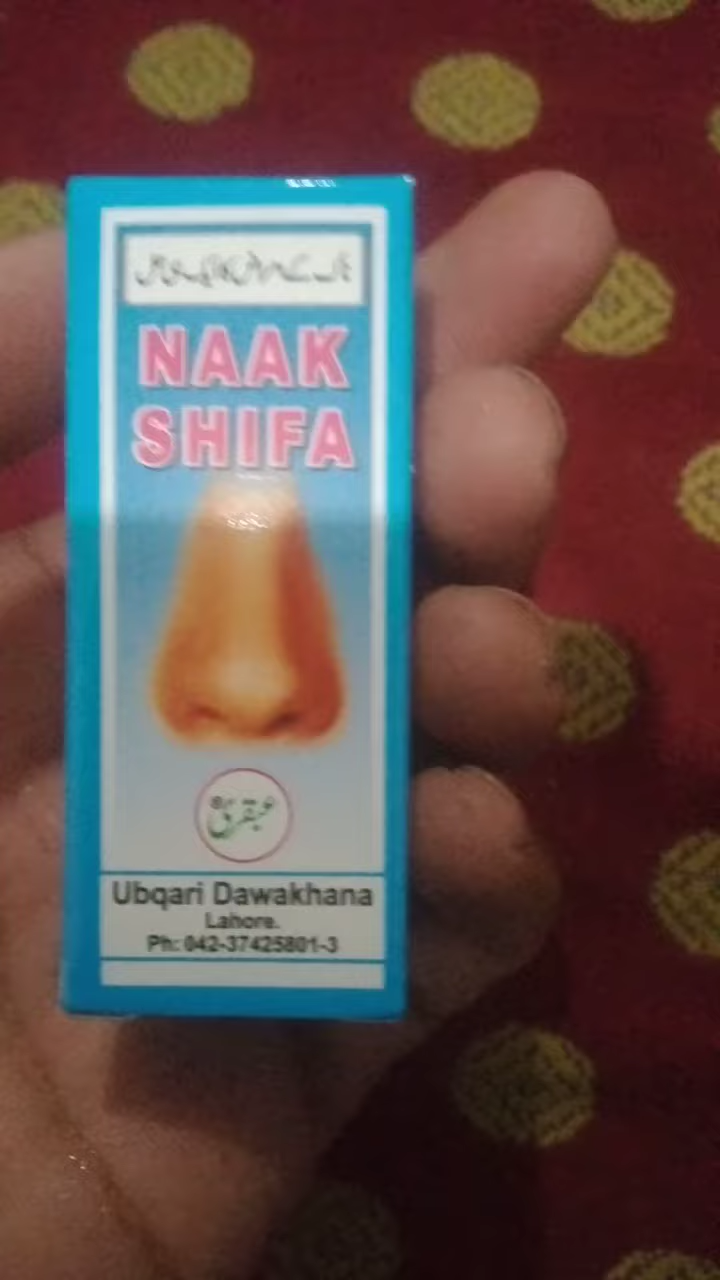 NAAK
SHIFA
عبقری
Ubqari Dawakhana
Lahore.
Ph: 042-37425801-3